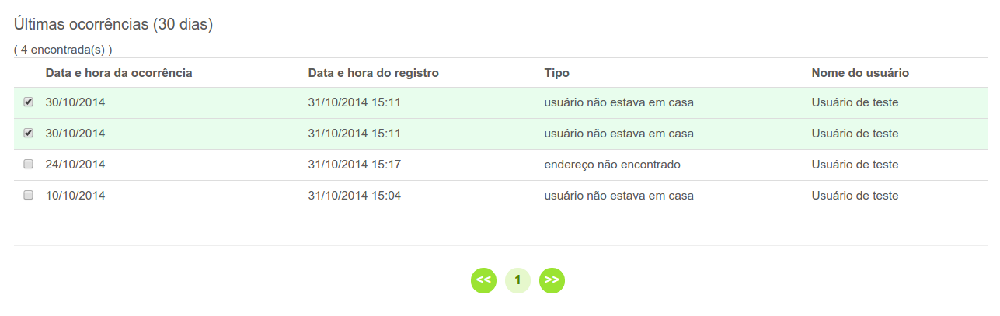 Últimas ocorrências (30 dias)
( 4 encontrada(s) )
Data e hora da ocorrência Data e hora do registro Tipo Nome do usuário
30/10/2014 31/10/2014 15:11 usuário não estava em casa Usuário de teste
30/10/2014 31/10/2014 15:11 usuário não estava em casa Usuário de teste
24/10/2014 31/10/2014 15:17 endereço não encontrado Usuário de teste
10/10/2014 31/10/2014 15:04 usuário não estava em casa Usuário de teste
<< 1 >>